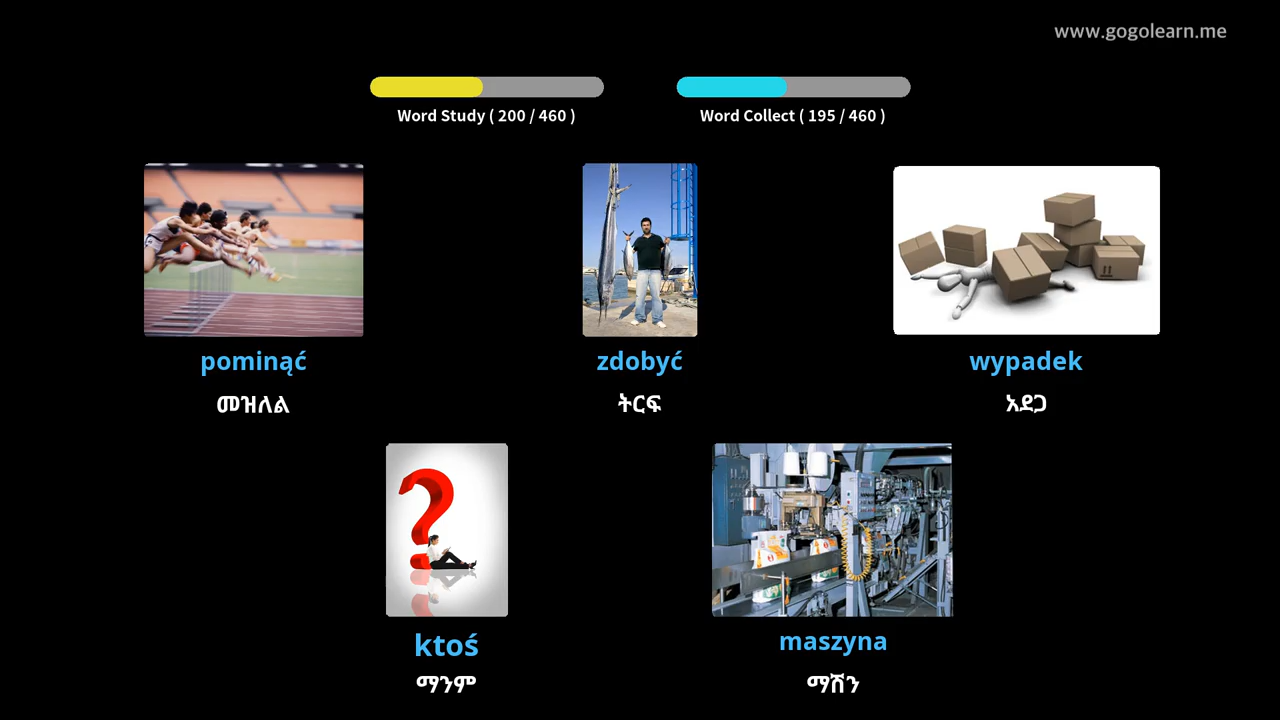 www.gogolearn.me
Word Study ( 200 / 460 )
Word Collect ( 195 / 460 )
pominąć
zdobyć
wypadek
መዝለል
ትርፍ
አደጋ
ktoś
maszyna
ማንም
ማሽን